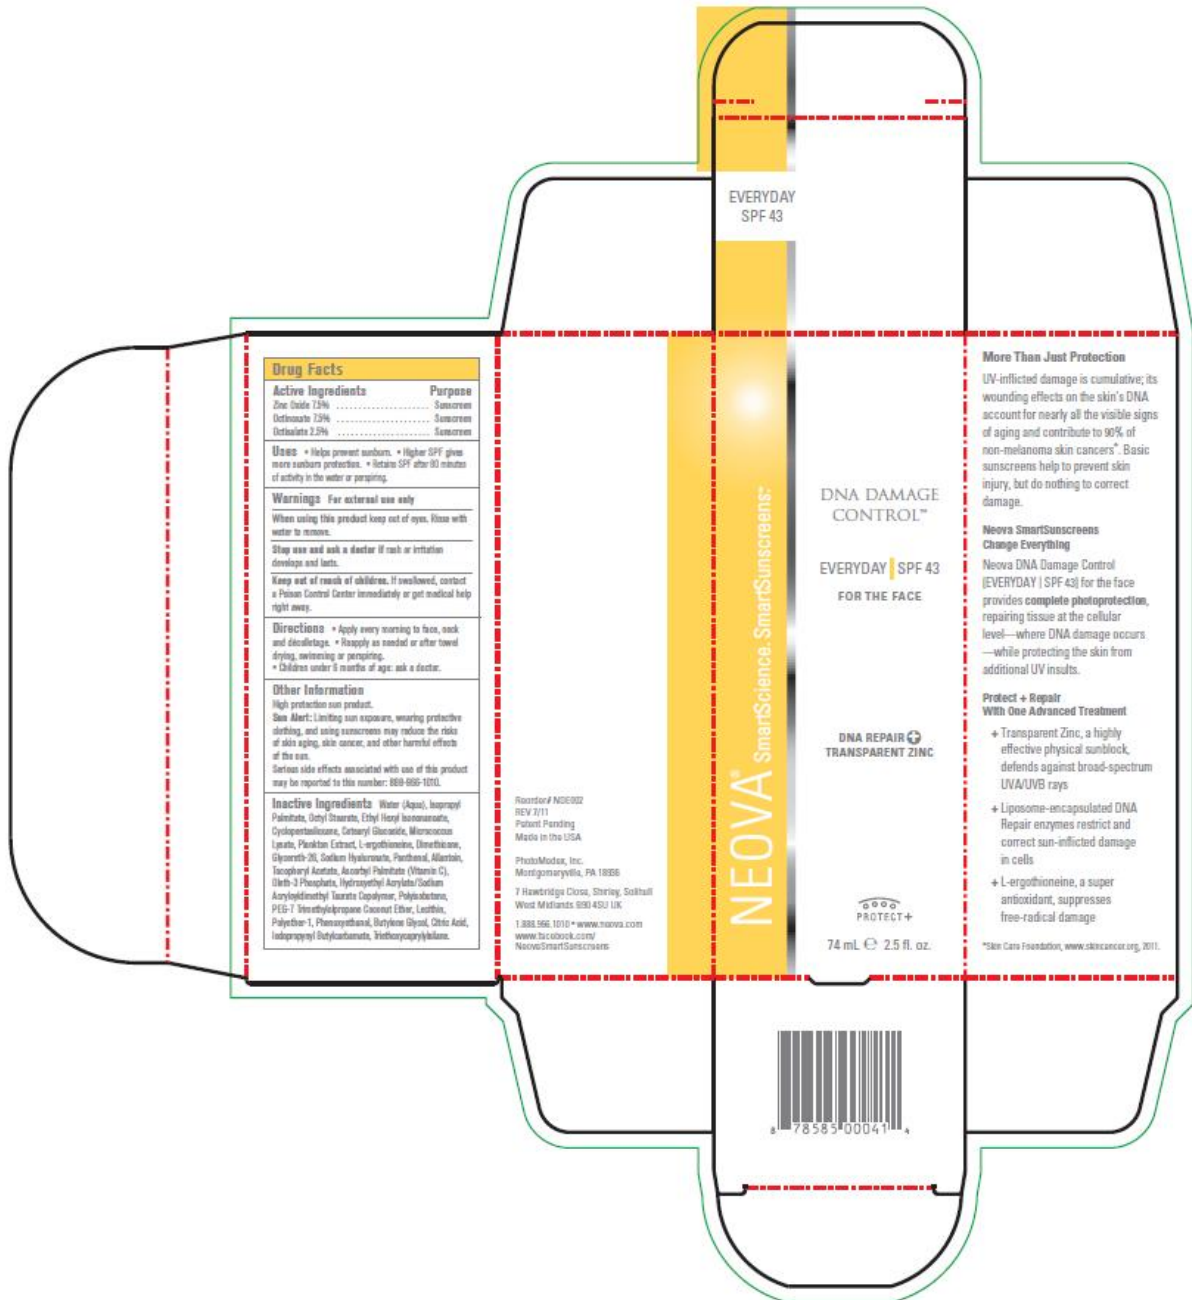 EVERYDAY
SPF 43
Drug Facts
Active Ingredients Purpose
Zinc Oxide 7.5% ........................ Sunscreen
Octinoxate 7.5% ........................ Sunscreen
Octisalate 2.5% ........................ Sunscreen
Uses • Helps prevent sunburn. • Higher SPF gives
more sunburn protection. • Retains SPF after 80 minutes
of activity in the water or perspiring.
Warnings For external use only
When using this product keep out of eyes. Rinse with
water to remove.
Stop use and ask a doctor if rash or irritation
develops and lasts.
Keep out of reach of children. If swallowed, contact
a Poison Control Center immediately or get medical help
right away.
Directions • Apply every morning to face, neck
and décolletage. • Reapply as needed or after towel
drying, swimming or perspiring.
• Children under 6 months of age: ask a doctor.
Other Information
High protection sun product.
Sun Alert: Limiting sun exposure, wearing protective
clothing, and using sunscreens may reduce the risks
of skin aging, skin cancer, and other harmful effects
of the sun.
Serious side effects associated with use of this product
may be reported to this number: 888-966-1010.
Inactive Ingredients Water (Aqua), Isopropyl
Palmitate, Octyl Stearate, Ethyl Hexyl Isononanoate,
Cyclopentasiloxane, Cetearyl Glucoside, Micrococcus
Lysate, Plankton Extract, L-ergothioneine, Dimethicone,
Glycereth-26, Sodium Hyaluronate, Panthenol, Allantoin,
Tocopheryl Acetate, Ascorbyl Palmitate (Vitamin C),
Oleth-3 Phosphate, Hydroxyethyl Acrylate/Sodium
Acryloyldimethyl Taurate Copolymer, Polyisobutene,
PEG-7 Trimethylolpropane Coconut Ether, Lecithin,
Polyether-1, Phenoxyethanol, Butylene Glycol, Citric Acid,
Iodopropynyl Butylcarbamate, Triethoxycaprylylsilane.
Reorder# NDE002
REV 7/11
Patent Pending
Made in the USA
PhotoMedex, Inc.
Montgomeryville, PA 18936
7 Hawbridge Close, Shirley, Solihull
West Midlands B90 4SU UK
1.888.966.1010 • www.neova.com
www.facebook.com/
NeovaSmartSunscreens
NEOVA® SmartScience. SmartSunscreens.™
DNA DAMAGE
CONTROL™
EVERYDAY | SPF 43
FOR THE FACE
DNA REPAIR +
TRANSPARENT ZINC
PROTECT+
74 mL ℮ 2.5 fl. oz.
More Than Just Protection
UV-inflicted damage is cumulative; its
wounding effects on the skin's DNA
account for nearly all the visible signs
of aging and contribute to 90% of
non-melanoma skin cancers*. Basic
sunscreens help to prevent skin
injury, but do nothing to correct
damage.
Neova SmartSunscreens
Change Everything
Neova DNA Damage Control
(EVERYDAY | SPF 43) for the face
provides complete photoprotection,
repairing tissue at the cellular
level—where DNA damage occurs
—while protecting the skin from
additional UV insults.
Protect + Repair
With One Advanced Treatment
+ Transparent Zinc, a highly
effective physical sunblock,
defends against broad-spectrum
UVA/UVB rays
+ Liposome-encapsulated DNA
Repair enzymes restrict and
correct sun-inflicted damage
in cells
+ L-ergothioneine, a super
antioxidant, suppresses
free-radical damage
*Skin Care Foundation, www.skincancer.org, 2011.
8 78585 00041 4